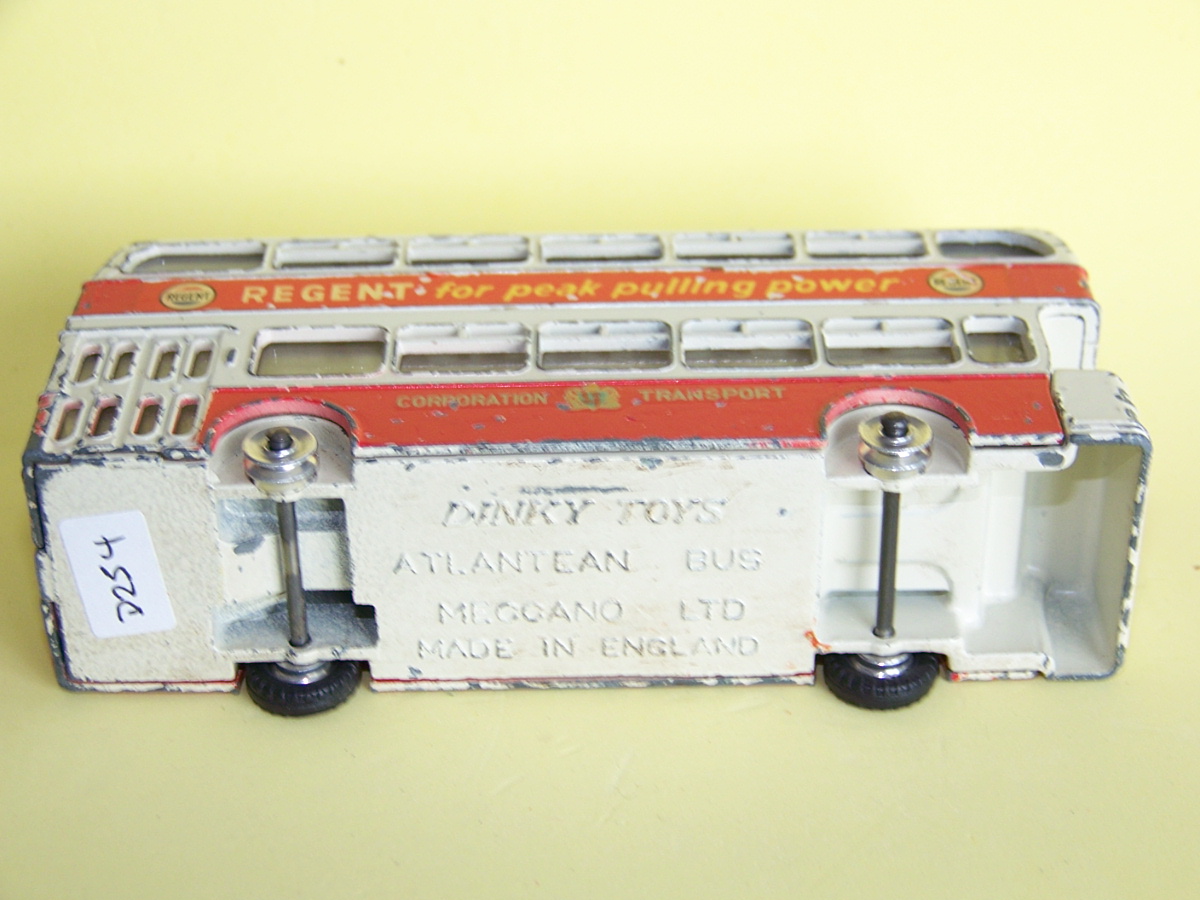 REGENT REGENT for peak pulling power REGENT
CORPORATION CT TRANSPORT
DINKY TOYS
ATLANTEAN BUS
MECCANO LTD
MADE IN ENGLAND
D254